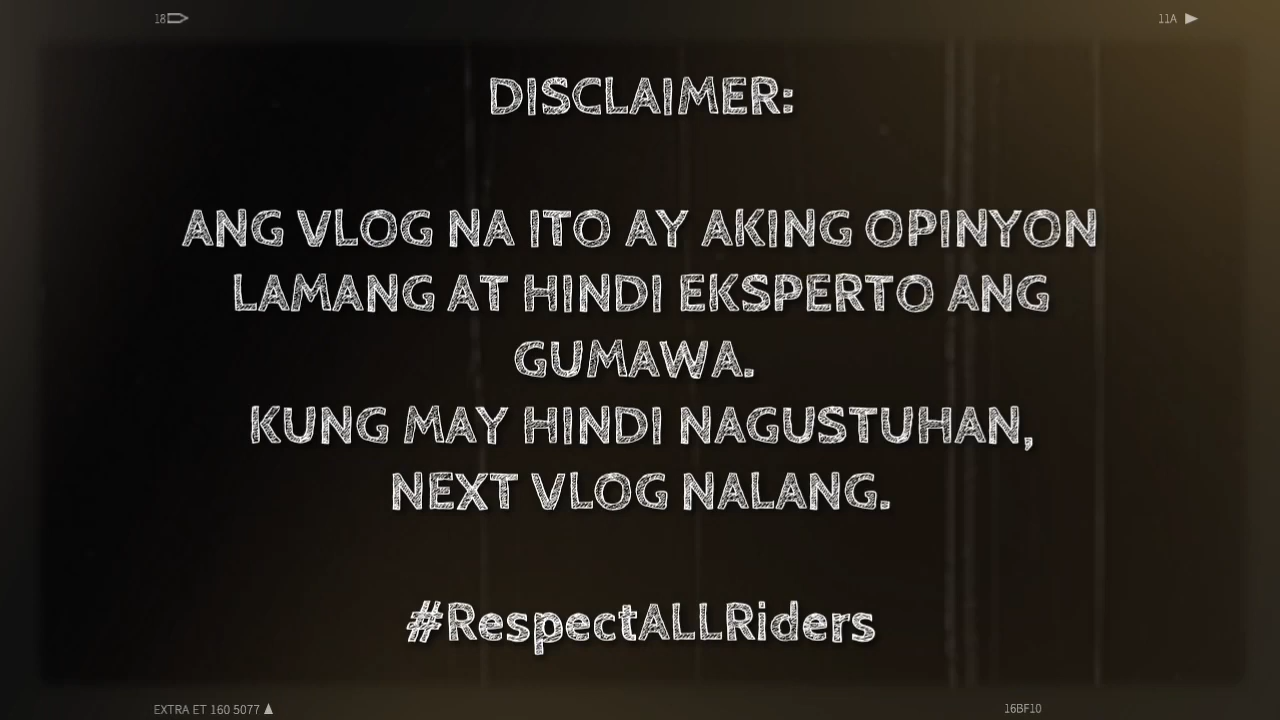 18
11A
DISCLAIMER:
ANG VLOG NA ITO AY AKING OPINYON
LAMANG AT HINDI EKSPERTO ANG
GUMAWA.
KUNG MAY HINDI NAGUSTUHAN,
NEXT VLOG NALANG.
#RespectALLRiders
EXTRA ET 160 5077
16BF10